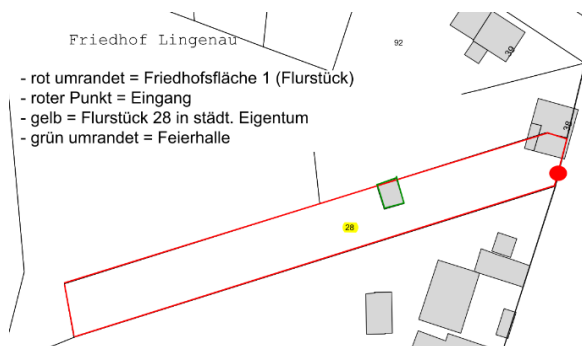 Friedhof Lingenau
92
39
- rot umrandet = Friedhofsfläche 1 (Flurstück)
- roter Punkt = Eingang
- gelb = Flurstück 28 in städt. Eigentum
- grün umrandet = Feierhalle
38
28